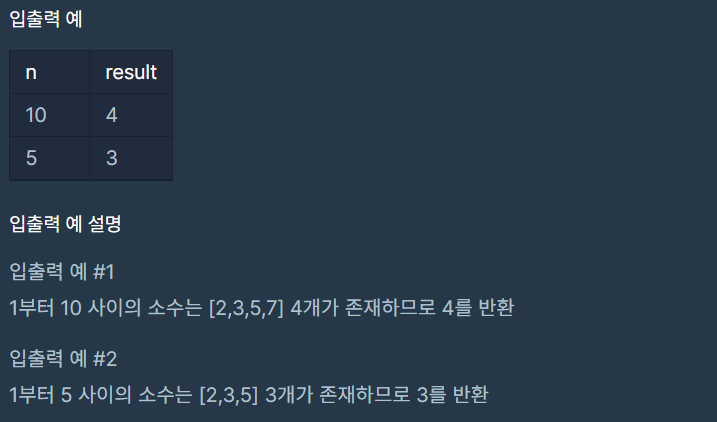 입출력 예
n result
10 4
5 3
입출력 예 설명
입출력 예 #1
1부터 10 사이의 소수는 [2,3,5,7] 4개가 존재하므로 4를 반환
입출력 예 #2
1부터 5 사이의 소수는 [2,3,5] 3개가 존재하므로 3를 반환